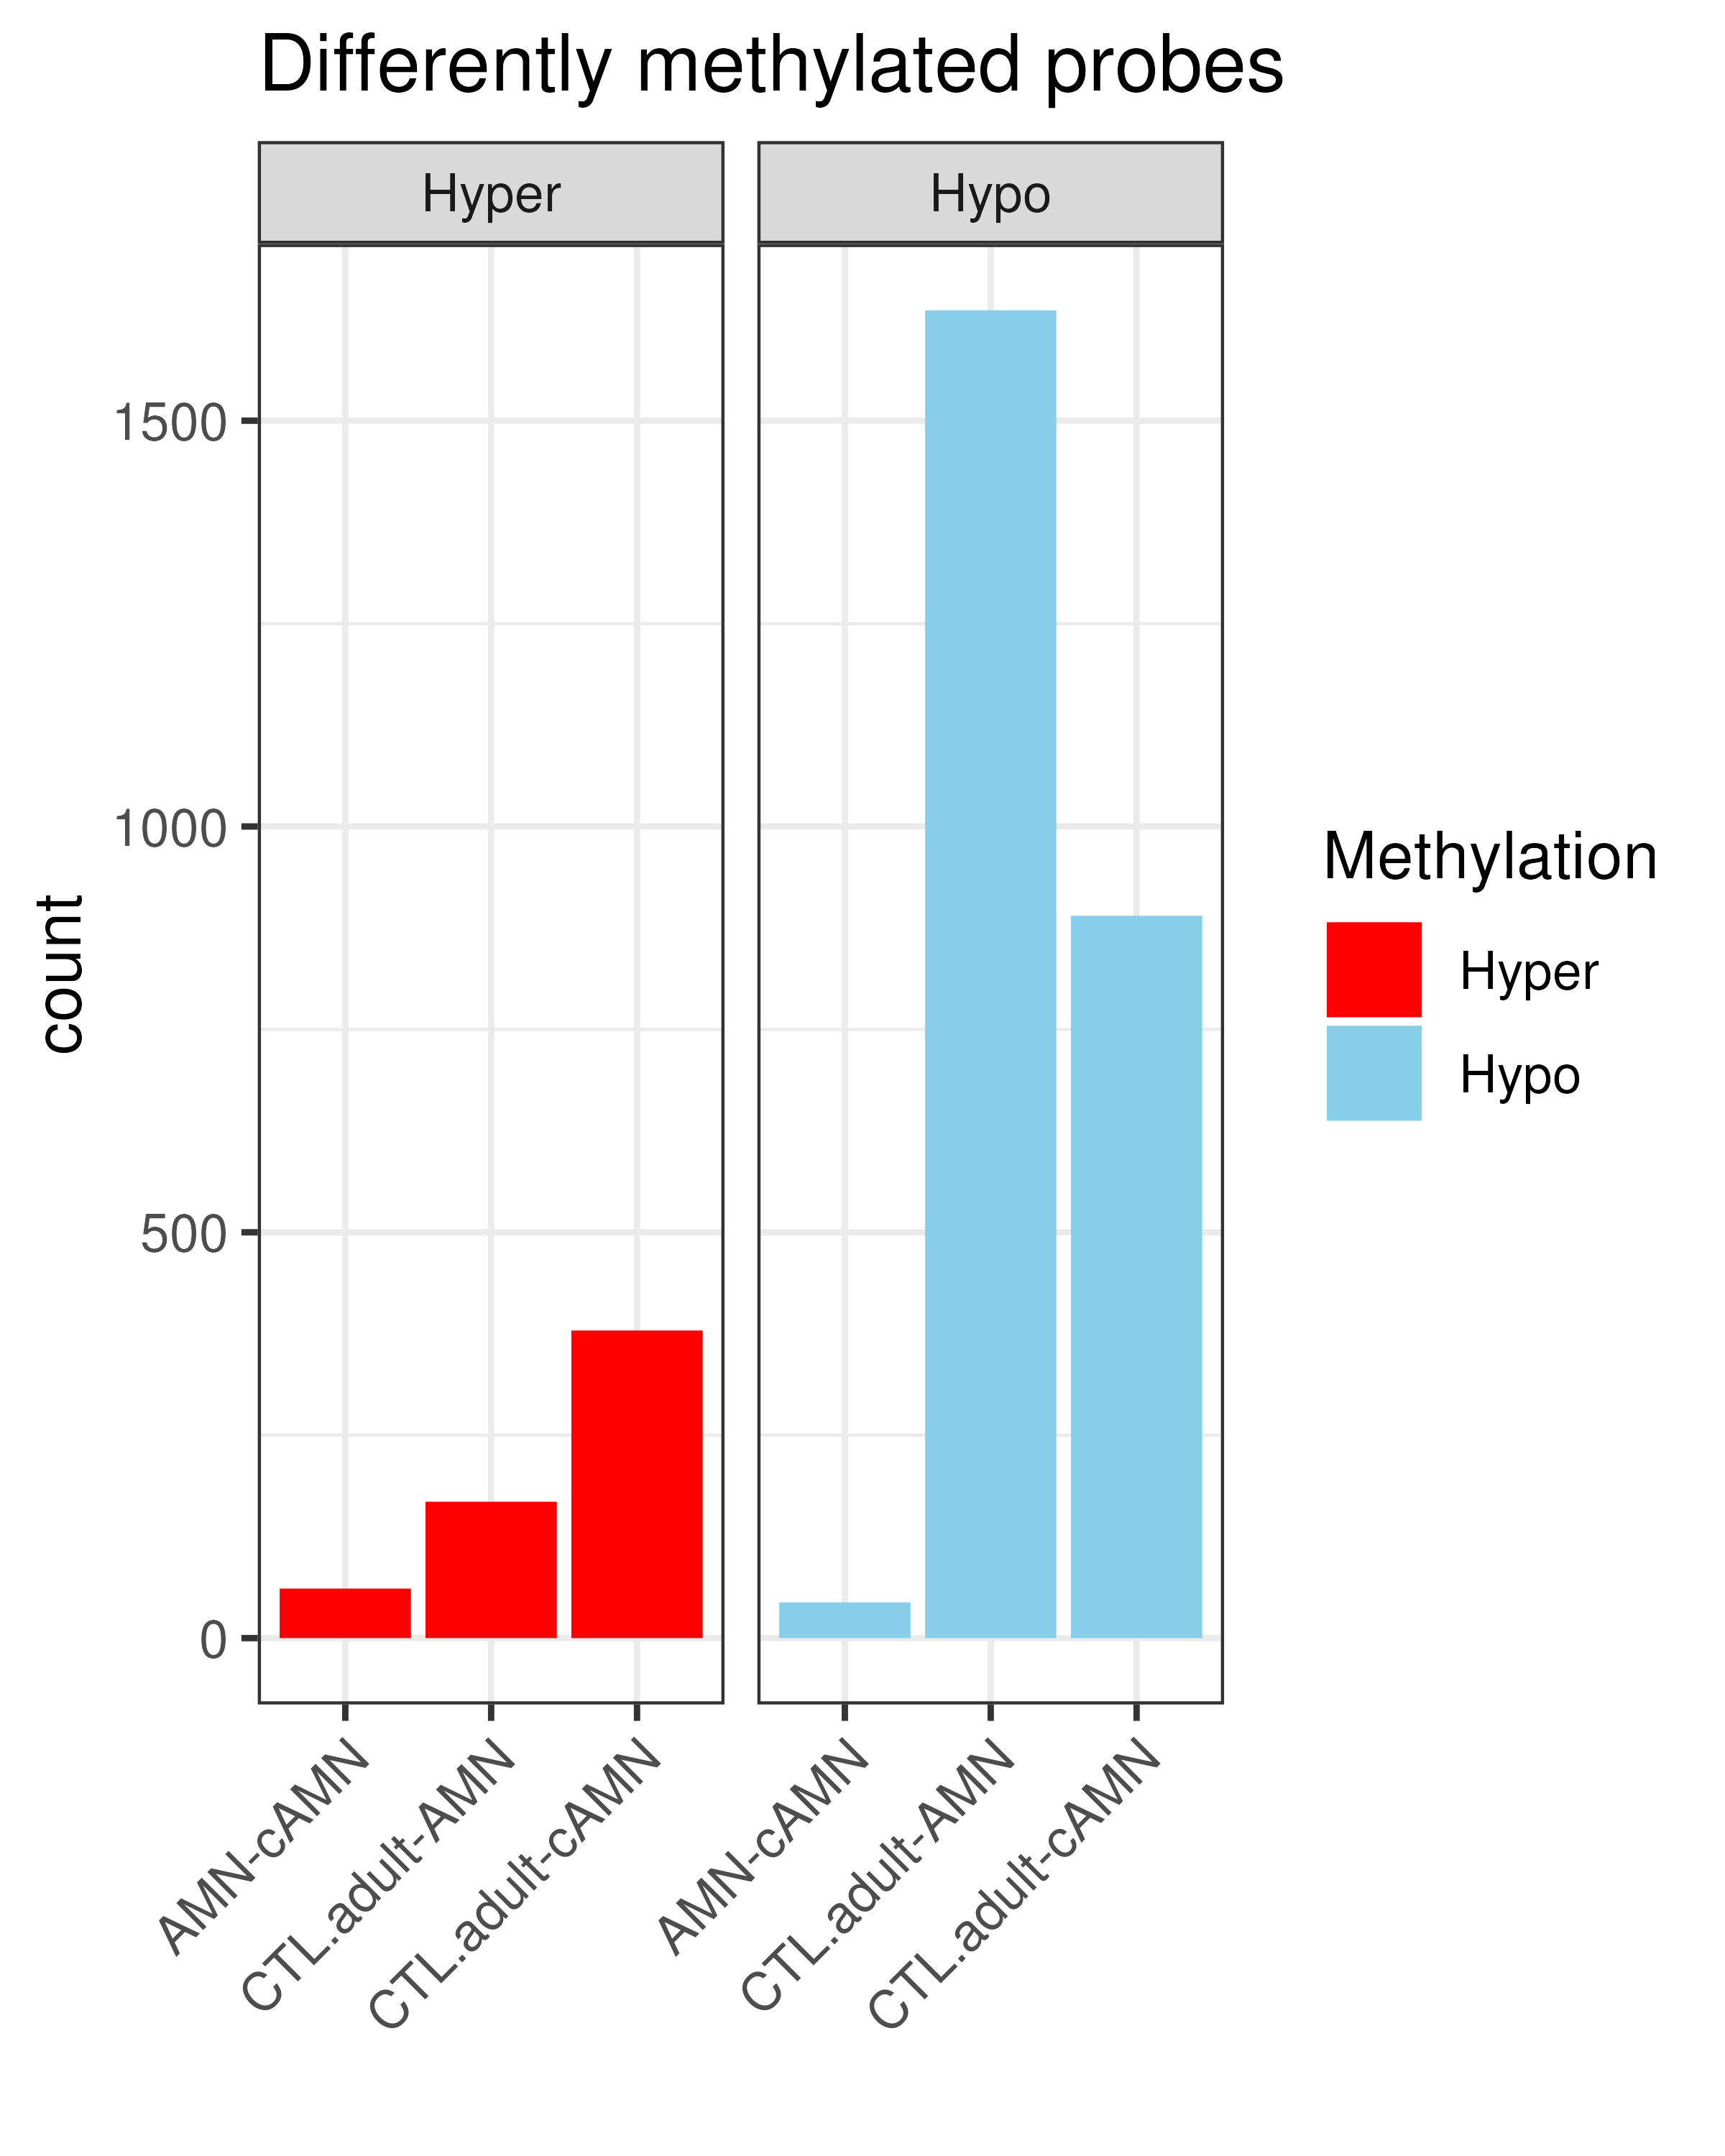 Differently methylated probes
Hyper
Hypo
1500
1000
500
0
count
AMN-cAMN
CTL.adult-AMN
CTL.adult-cAMN
AMN-cAMN
CTL.adult-AMN
CTL.adult-cAMN
Methylation
Hyper
Hypo